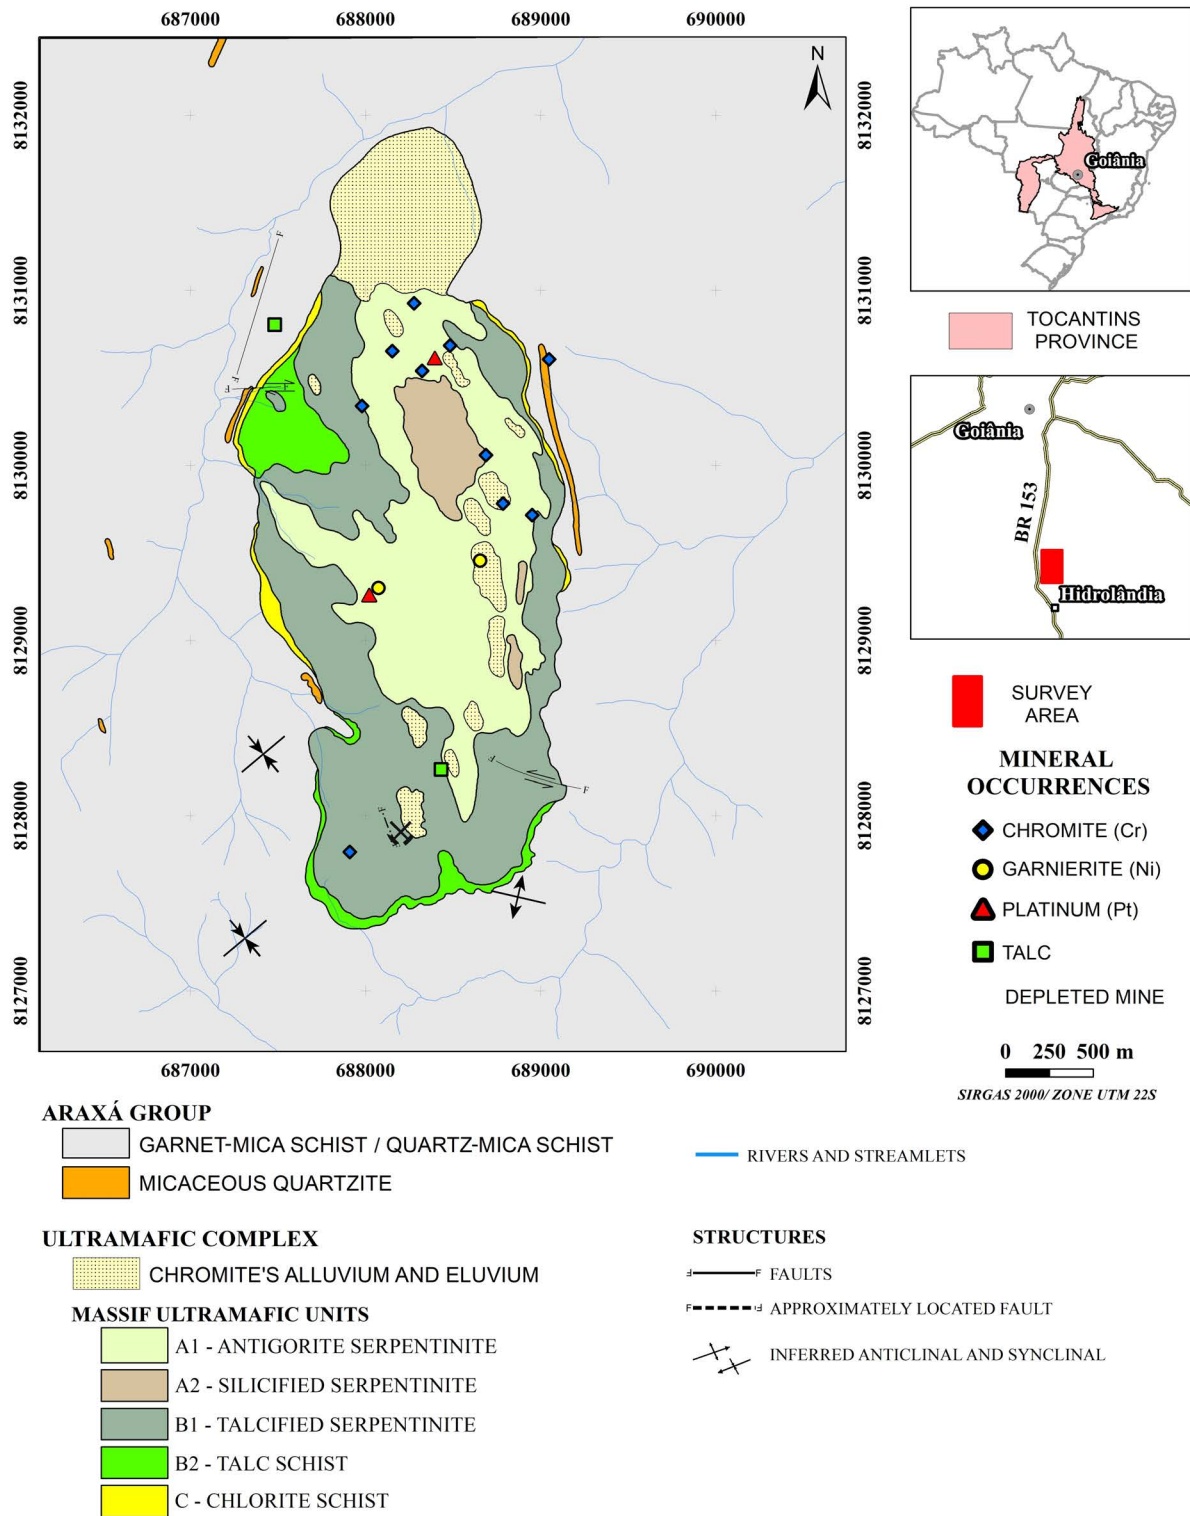 687000 688000 689000 690000
8132000
8131000
8130000
8129000
8128000
8127000
N
F
F
F
F
F
F
F
F
8132000
8131000
8130000
8129000
8128000
8127000
687000 688000 689000 690000
Goiânia
TOCANTINS
PROVINCE
Goiânia
BR 153
Hidrolândia
SURVEY
AREA
MINERAL
OCCURRENCES
CHROMITE (Cr)
GARNIERITE (Ni)
PLATINUM (Pt)
TALC
DEPLETED MINE
0 250 500 m
SIRGAS 2000/ ZONE UTM 22S
ARAXÁ GROUP
GARNET-MICA SCHIST / QUARTZ-MICA SCHIST
MICACEOUS QUARTZITE
ULTRAMAFIC COMPLEX
CHROMITE'S ALLUVIUM AND ELUVIUM
MASSIF ULTRAMAFIC UNITS
A1 - ANTIGORITE SERPENTINITE
A2 - SILICIFIED SERPENTINITE
B1 - TALCIFIED SERPENTINITE
B2 - TALC SCHIST
C - CHLORITE SCHIST
RIVERS AND STREAMLETS
STRUCTURES
F F FAULTS
F F APPROXIMATELY LOCATED FAULT
INFERRED ANTICLINAL AND SYNCLINAL